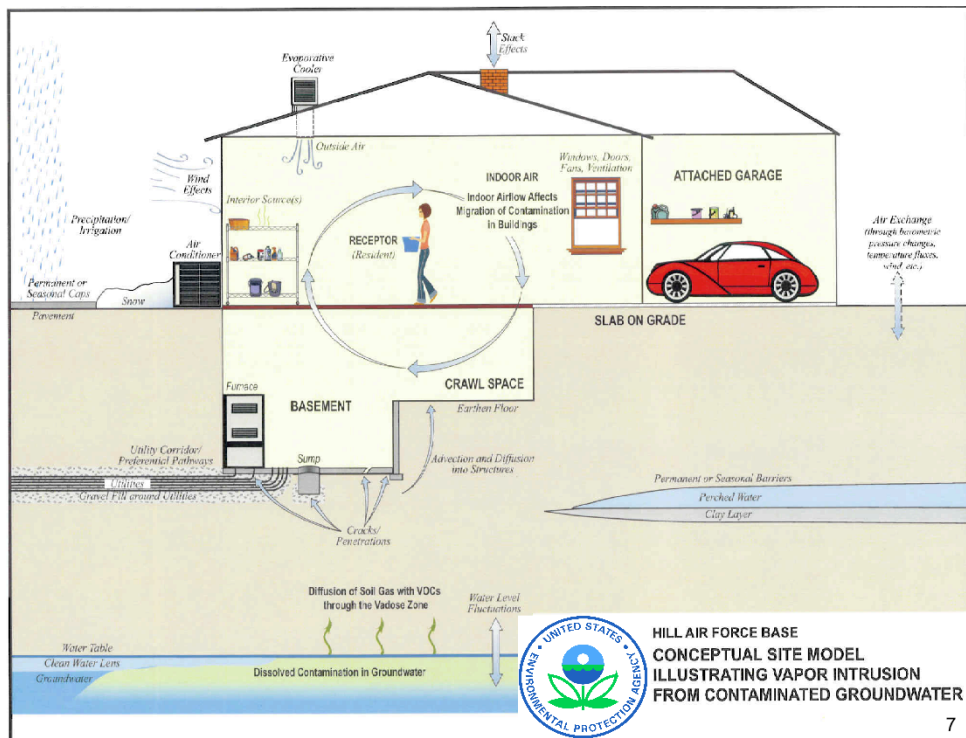 Stack
Effects
Evaporative
Cooler
Outside Air
Wind
Effects
Precipitation/
Irrigation
Interior Source(s)
Air
Conditioner
Permanent or
Seasonal Caps
Snow
Pavement
RECEPTOR
(Resident)
INDOOR AIR
Indoor Airflow Affects
Migration of Contamination
in Buildings
Windows, Doors,
Fans, Ventilation
ATTACHED GARAGE
Air Exchange
(through barometric
pressure changes,
temperature fluxes,
wind, etc.)
SLAB ON GRADE
Furnace
BASEMENT
CRAWL SPACE
Earthen Floor
Utility Corridor/
Preferential Pathways
Utilities
Gravel Fill around Utilities
Sump
Advection and Diffusion
into Structures
Cracks/
Penetrations
Permanent or Seasonal Barriers
Perched Water
Clay Layer
Diffusion of Soil Gas with VOCs
through the Vadose Zone
Water Level
Fluctuations
Water Table
Clean Water Lens
Groundwater
Dissolved Contamination in Groundwater
UNITED STATES
ENVIRONMENTAL PROTECTION AGENCY
HILL AIR FORCE BASE
CONCEPTUAL SITE MODEL
ILLUSTRATING VAPOR INTRUSION
FROM CONTAMINATED GROUNDWATER
7